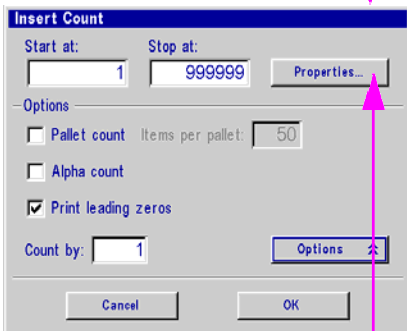 Insert Count
Start at: Stop at:
1 999999 Properties...
Options
Pallet count Items per pallet: 50
Alpha count
Print leading zeros
Count by: 1 Options
Cancel OK